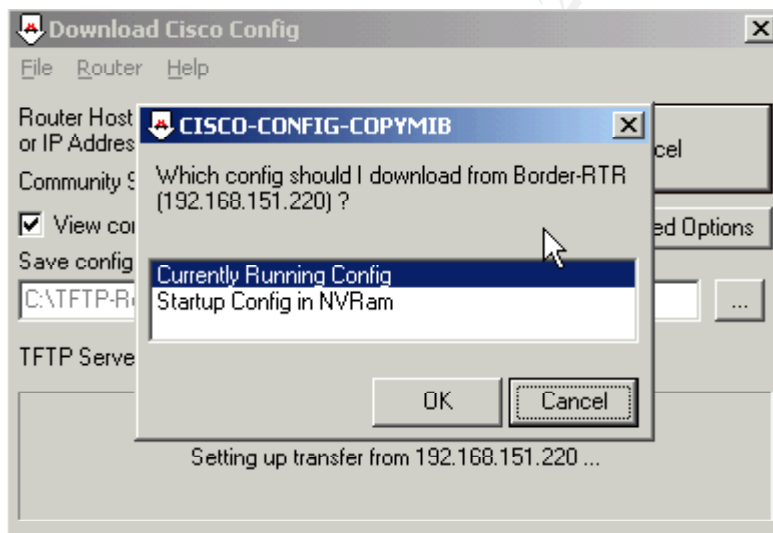 Download Cisco Config
File Router Help
Router Host
or IP Addres
CISCO-CONFIG-COPYMIB
cel
Community S
Which config should I download from Border-RTR
(192.168.151.220) ?
View con
ed Options
Save config
Currently Running Config
Startup Config in NVRam
C:\TFTP-R
...
TFTP Serve
OK
Cancel
Setting up transfer from 192.168.151.220 ...